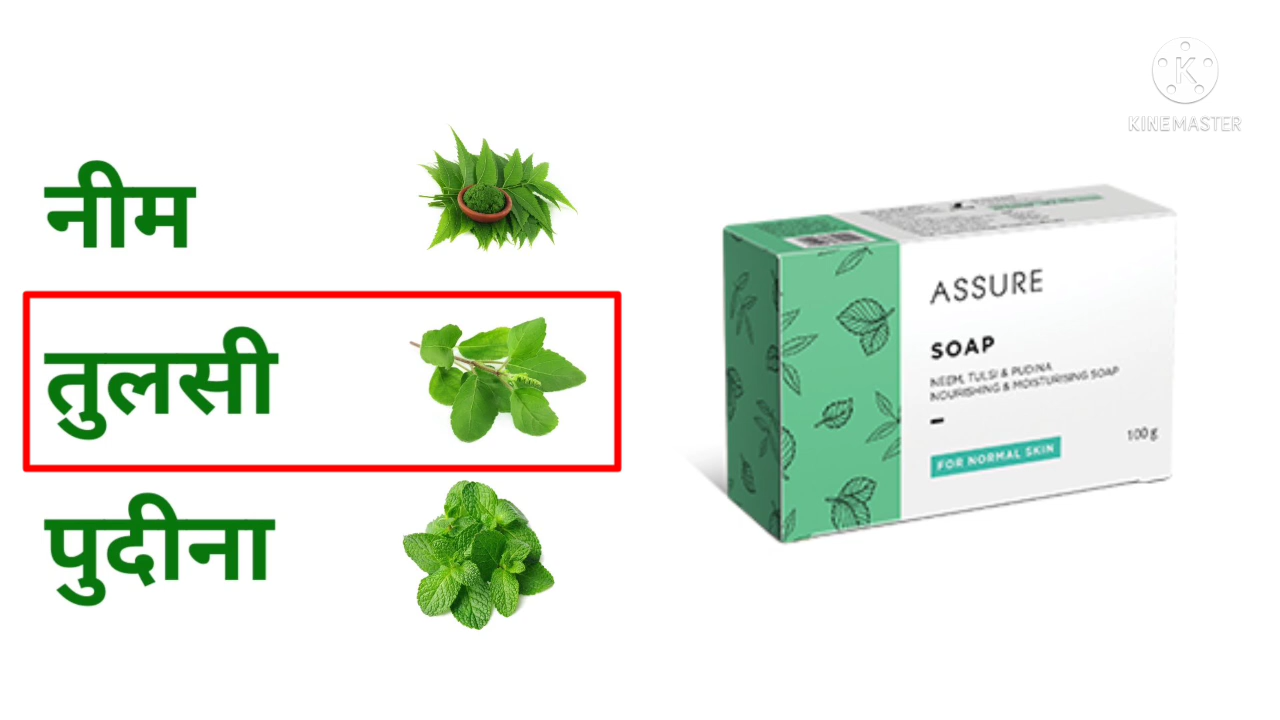 नीम
तुलसी
पुदीना
ASSURE
SOAP
NEEM, TULSI & PUDINA
NOURISHING & MOISTURISING SOAP
100 g
FOR NORMAL SKIN
K
KINEMASTER